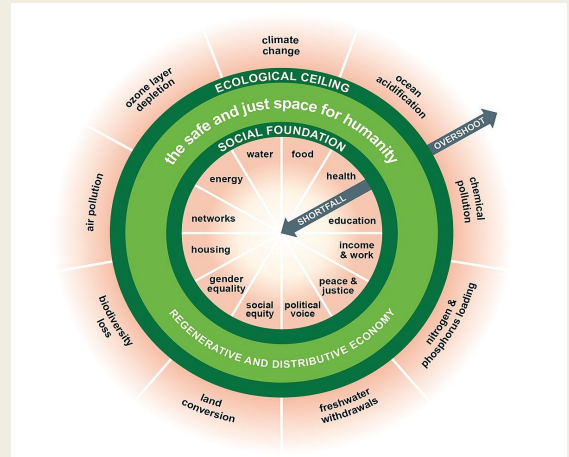 climate
change
ocean
acidification
chemical
pollution
nitrogen &
phosphorus loading
freshwater
withdrawals
land
conversion
biodiversity
loss
air pollution
ozone layer
depletion
ECOLOGICAL CEILING
OVERSHOOT
the safe and just space for humanity
SOCIAL FOUNDATION
water
food
health
SHORTFALL
education
income
& work
peace &
justice
political
voice
social
equity
gender
equality
housing
networks
energy
REGENERATIVE AND DISTRIBUTIVE ECONOMY